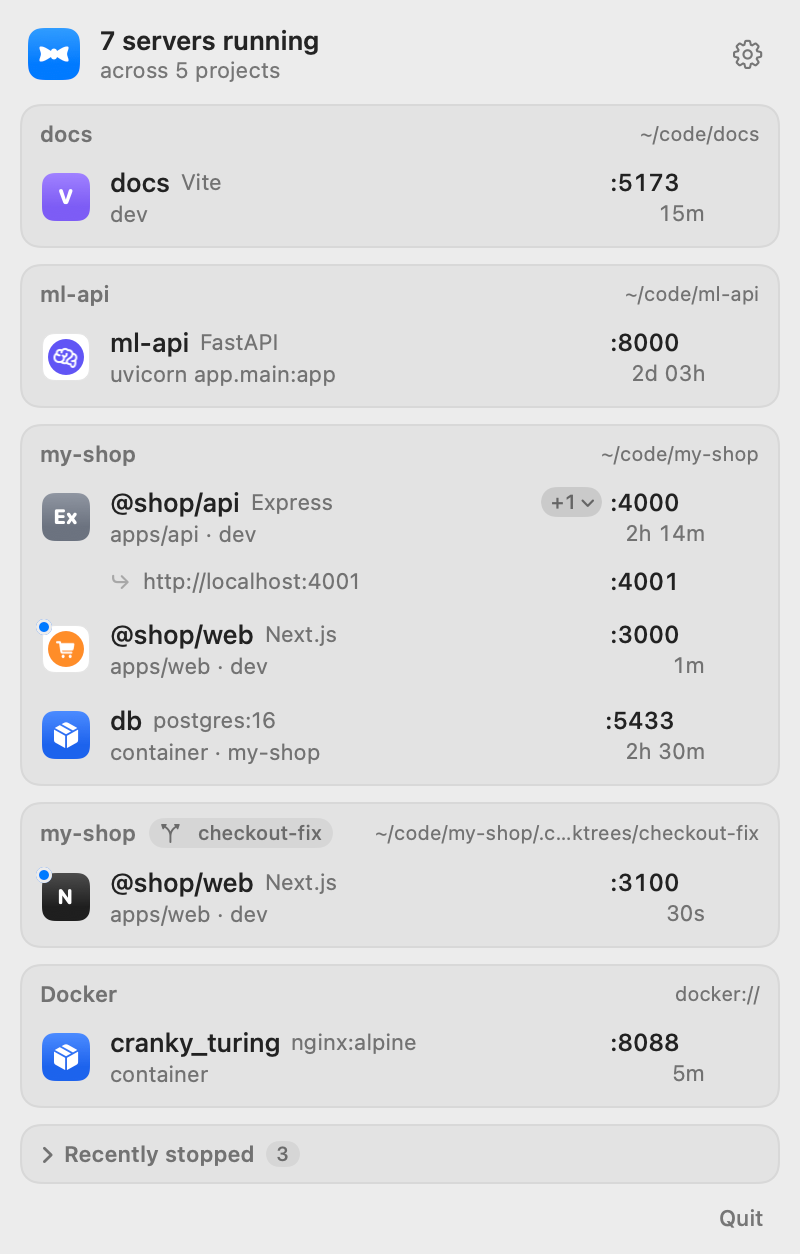 7 servers running
across 5 projects
docs ~/code/docs
V docs Vite :5173
dev 15m
ml-api ~/code/ml-api
ml-api FastAPI :8000
uvicorn app.main:app 2d 03h
my-shop ~/code/my-shop
Ex @shop/api Express +1 :4000
apps/api · dev 2h 14m
http://localhost:4001 :4001
@shop/web Next.js :3000
apps/web · dev 1m
db postgres:16 :5433
container · my-shop 2h 30m
my-shop checkout-fix ~/code/my-shop/.c...ktrees/checkout-fix
N @shop/web Next.js :3100
apps/web · dev 30s
Docker docker://
cranky_turing nginx:alpine :8088
container 5m
Recently stopped 3
Quit